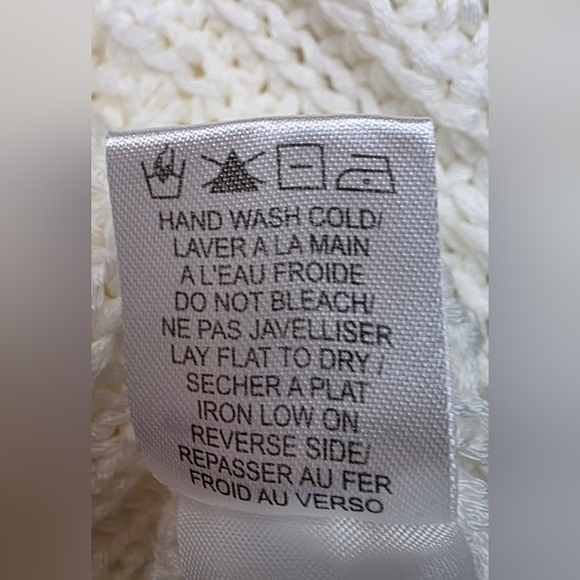 HAND WASH COLD/
LAVER A LA MAIN
A L'EAU FROIDE
DO NOT BLEACH/
NE PAS JAVELLISER
LAY FLAT TO DRY /
SECHER A PLAT
IRON LOW ON
REVERSE SIDE/
REPASSER AU FER
FROID AU VERSO